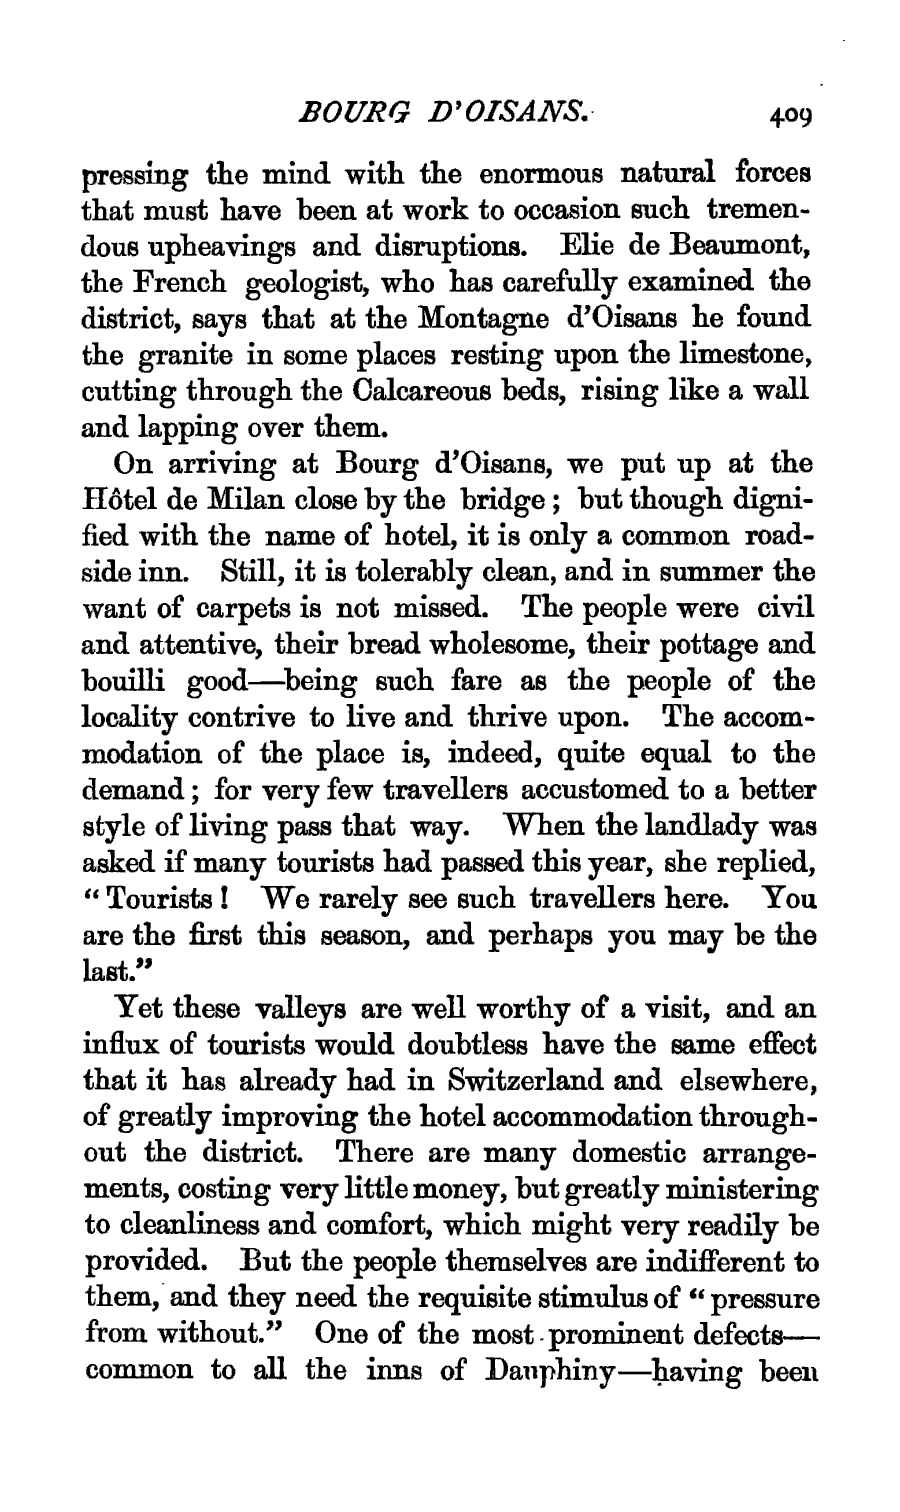 BOURG D'OISANS. 409
pressing the mind with the enormous natural forces
that must have been at work to occasion such tremen-
dous upheavings and disruptions. Elie de Beaumont,
the French geologist, who has carefully examined the
district, says that at the Montagne d'Oisans he found
the granite in some places resting upon the limestone,
cutting through the Calcareous beds, rising like a wall
and lapping over them.
On arriving at Bourg d'Oisans, we put up at the
Hôtel de Milan close by the bridge; but though digni-
fied with the name of hotel, it is only a common road-
side inn. Still, it is tolerably clean, and in summer the
want of carpets is not missed. The people were civil
and attentive, their bread wholesome, their pottage and
bouilli good—being such fare as the people of the
locality contrive to live and thrive upon. The accom-
modation of the place is, indeed, quite equal to the
demand; for very few travellers accustomed to a better
style of living pass that way. When the landlady was
asked if many tourists had passed this year, she replied,
“Tourists! We rarely see such travellers here. You
are the first this season, and perhaps you may be the
last.”
Yet these valleys are well worthy of a visit, and an
influx of tourists would doubtless have the same effect
that it has already had in Switzerland and elsewhere,
of greatly improving the hotel accommodation through-
out the district. There are many domestic arrange-
ments, costing very little money, but greatly ministering
to cleanliness and comfort, which might very readily be
provided. But the people themselves are indifferent to
them, and they need the requisite stimulus of “pressure
from without.” One of the most prominent defects—
common to all the inns of Dauphiny—having been